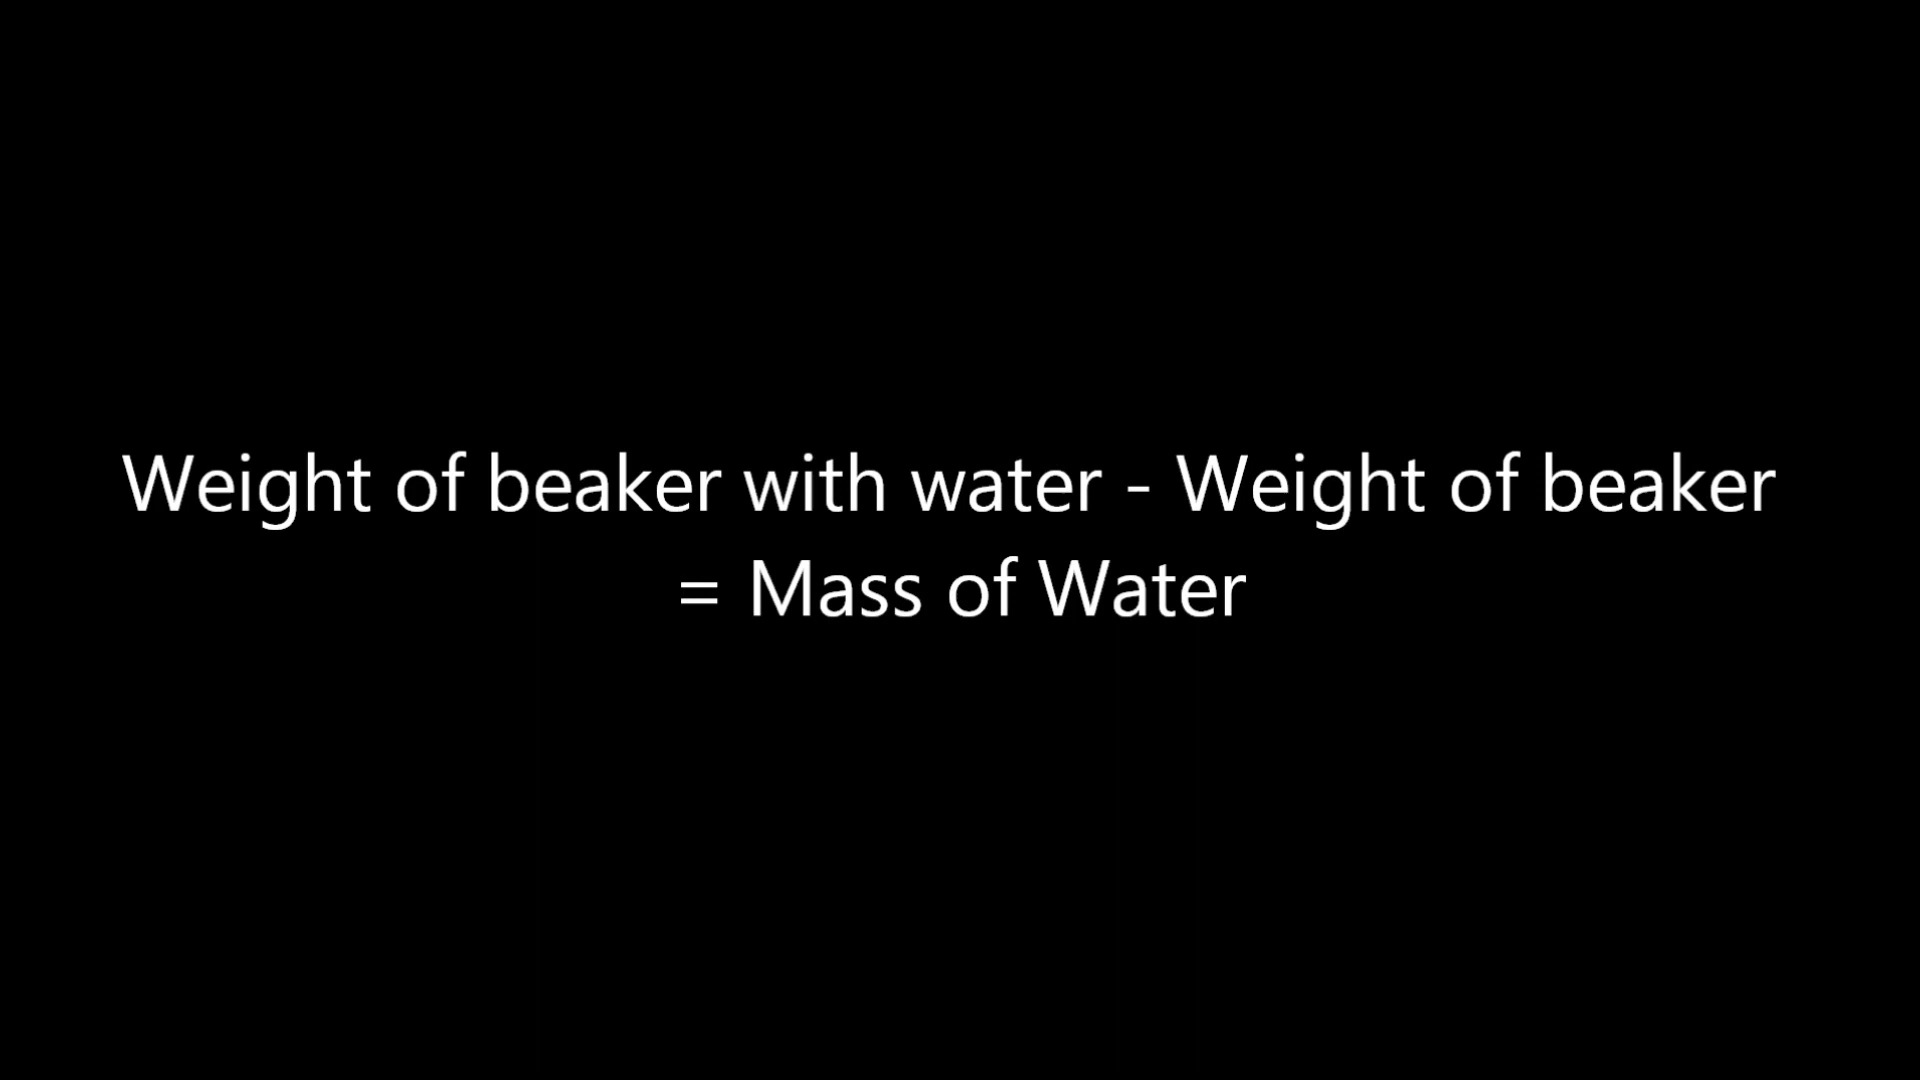 Weight of beaker with water - Weight of beaker
= Mass of Water